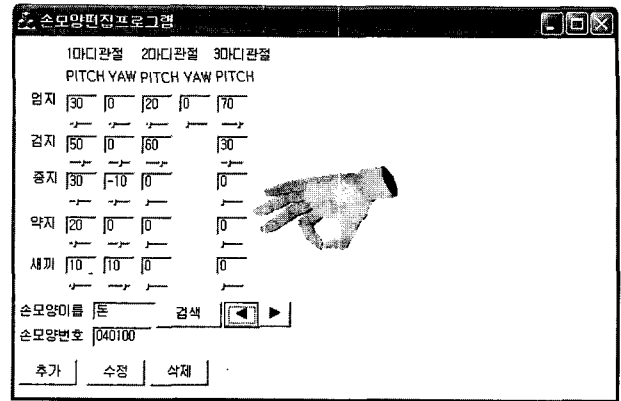 손모양편집프로그램
1마디관절 2마디관절 3마디관절
PITCH YAW PITCH YAW PITCH
엄지 30 0 20 0 70
검지 50 0 60 30
중지 30 -10 0 0
약지 20 0 0 0
새끼 10 10 0 0
손모양이름 돈 검색
손모양번호 040100
추가 수정 삭제